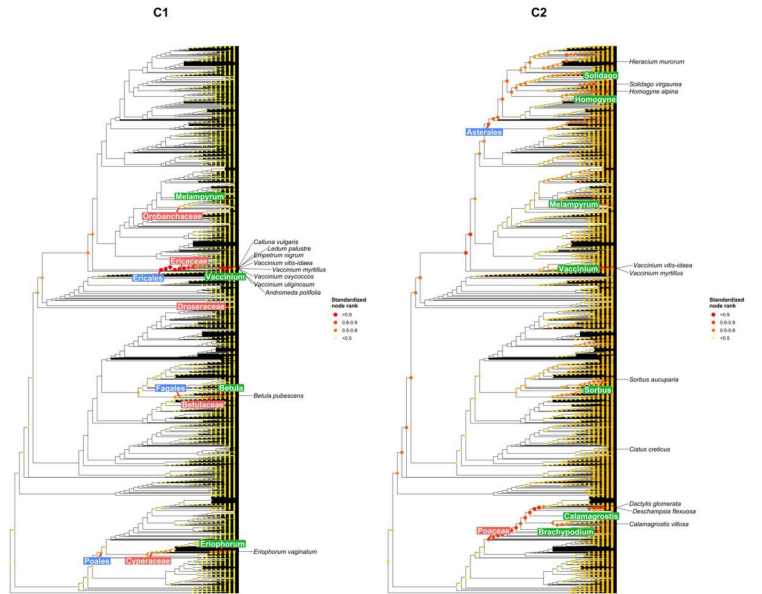 C1
Melampyrum
Orobanchaceae
Ericaceae
Ericales
Vaccinium
Droseraceae
Calluna vulgaris
Ledum palustre
Empetrum nigrum
Vaccinium vitis-idaea
Vaccinium myrtillus
Vaccinium oxycoccos
Vaccinium uliginosum
Andromeda polifolia
Standardized
node rank
>0.9
0.8-0.9
0.5-0.8
<0.5
Fagales
Betula
Betulaceae
Betula pubescens
Eriophorum
Poales
Cyperaceae
Eriophorum vaginatum
C2
Hieracium murorum
Solidago
Solidago virgaurea
Homogyne alpina
Homogyne
Asterales
Melampyrum
Vaccinium
Vaccinium vitis-idaea
Vaccinium myrtillus
Standardized
node rank
>0.9
0.8-0.9
0.5-0.8
<0.5
Sorbus aucuparia
Sorbus
Cistus creticus
Dactylis glomerata
Deschampsia flexuosa
Calamagrostis
Calamagrostis villosa
Poaceae
Brachypodium